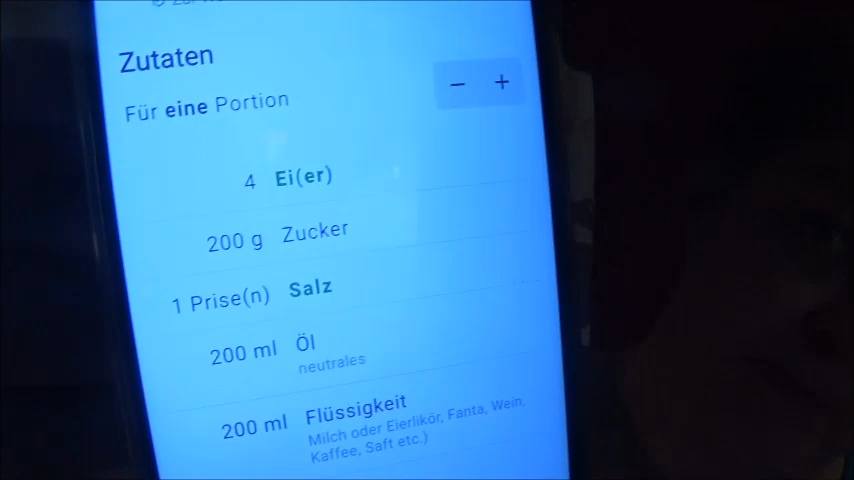 Zutaten
Für eine Portion
− +
4 Ei(er)
200 g Zucker
1 Prise(n) Salz
200 ml Öl
neutrales
200 ml Flüssigkeit
Milch oder Eierlikör, Fanta, Wein,
Kaffee, Saft etc.)